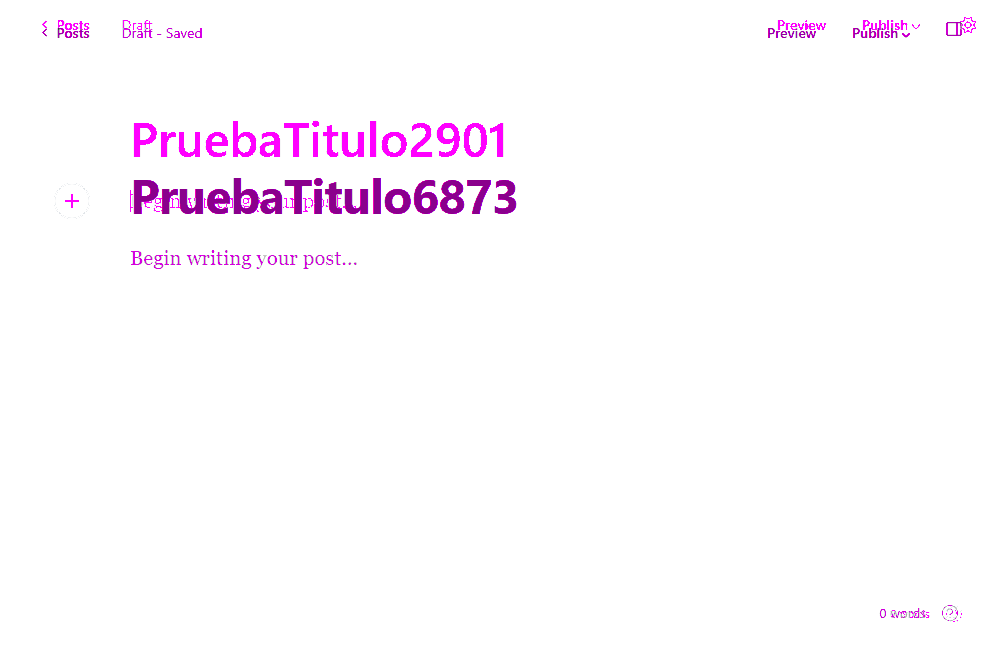 Posts Draft Preview Publish
Posts Draft - Saved Preview Publish
PruebaTitulo2901
PruebaTitulo6873
Begin writing your post...
Begin writing your post...
0 words